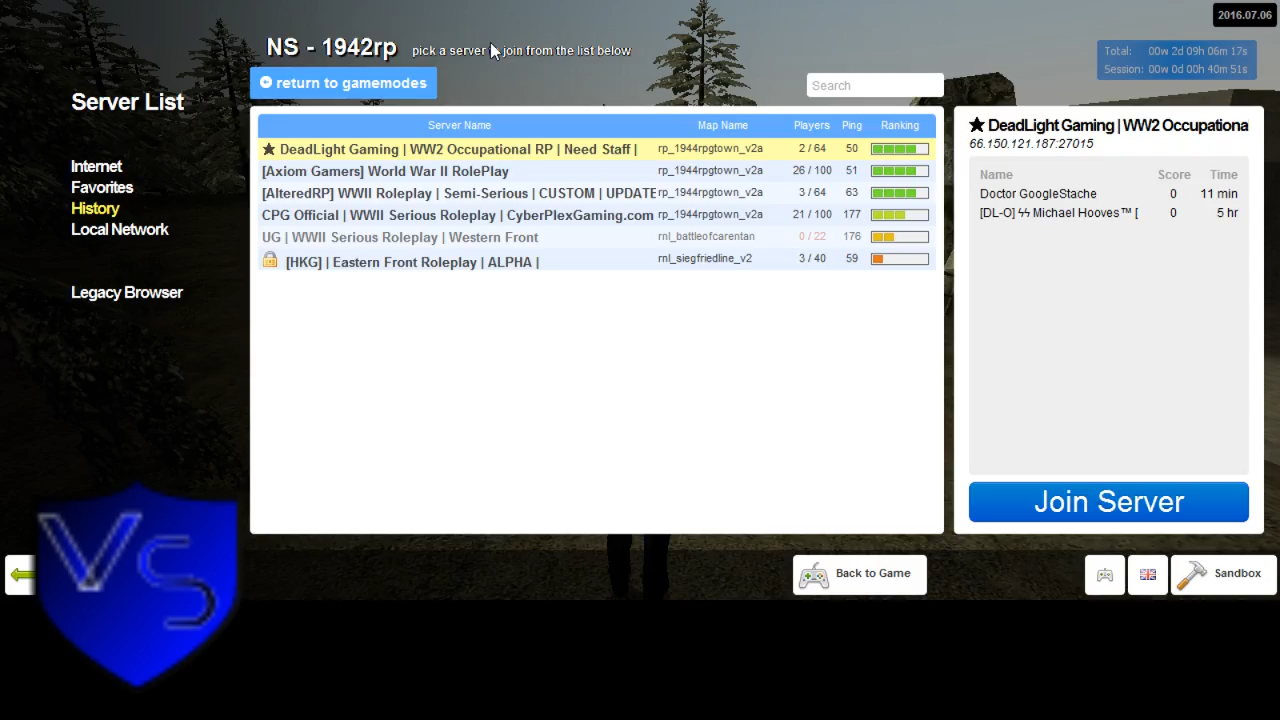 2016.07.06
NS - 1942rp pick a server join from the list below
Total: 00w 2d 09h 06m 17s
Session: 00w 0d 00h 40m 51s
return to gamemodes
Search
Server List
Internet
Favorites
History
Local Network
Legacy Browser
Server Name Map Name Players Ping Ranking
DeadLight Gaming | WW2 Occupational RP | Need Staff | rp_1944rpgtown_v2a 2 / 64 50
[Axiom Gamers] World War II RolePlay rp_1944rpgtown_v2a 26 / 100 51
[AlteredRP] WWII Roleplay | Semi-Serious | CUSTOM | UPDATE rp_1944rpgtown_v2a 3 / 64 63
CPG Official | WWII Serious Roleplay | CyberPlexGaming.com rp_1944rpgtown_v2a 21 / 100 177
UG | WWII Serious Roleplay | Western Front rnl_battleofcarentan 0 / 22 176
[HKG] | Eastern Front Roleplay | ALPHA | rnl_siegfriedline_v2 3 / 40 59
DeadLight Gaming | WW2 Occupationa
66.150.121.187:27015
Name Score Time
Doctor GoogleStache 0 11 min
[DL-O] ϟϟ Michael Hooves™ [ 0 5 hr
Join Server
Back to Game
Sandbox
VS